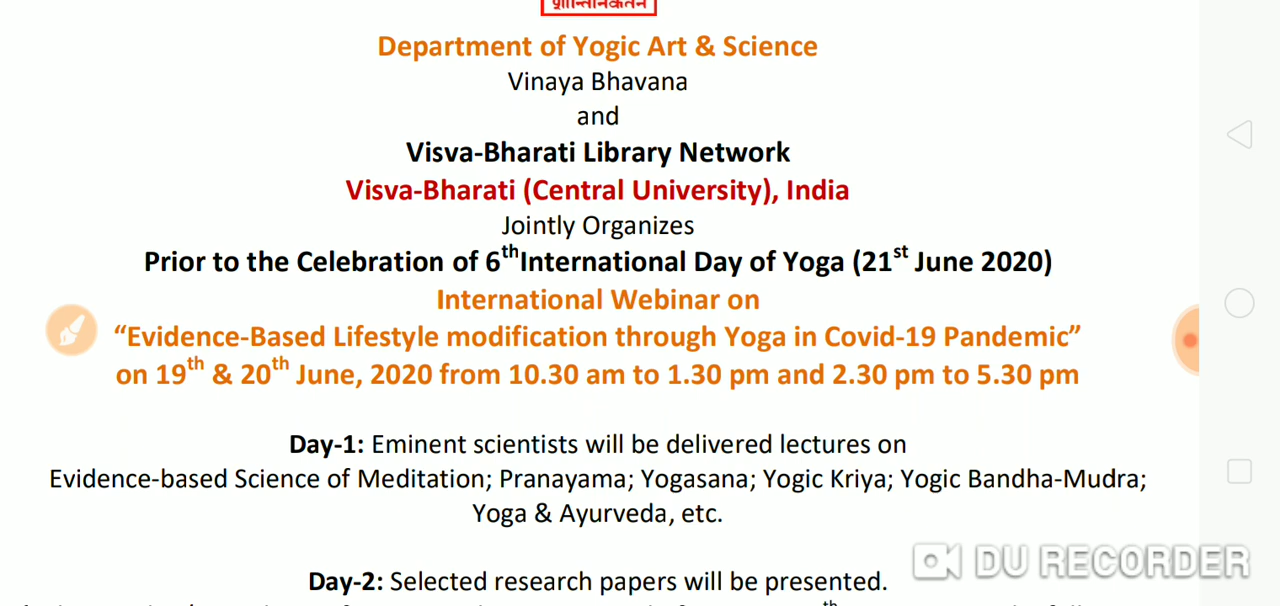 शान्तिनिकेतन
Department of Yogic Art & Science
Vinaya Bhavana
and
Visva-Bharati Library Network
Visva-Bharati (Central University), India
Jointly Organizes
Prior to the Celebration of 6th International Day of Yoga (21st June 2020)
International Webinar on
“Evidence-Based Lifestyle modification through Yoga in Covid-19 Pandemic”
on 19th & 20th June, 2020 from 10.30 am to 1.30 pm and 2.30 pm to 5.30 pm
Day-1: Eminent scientists will be delivered lectures on
Evidence-based Science of Meditation; Pranayama; Yogasana; Yogic Kriya; Yogic Bandha-Mudra;
Yoga & Ayurveda, etc.
Day-2: Selected research papers will be presented.
DU RECORDER